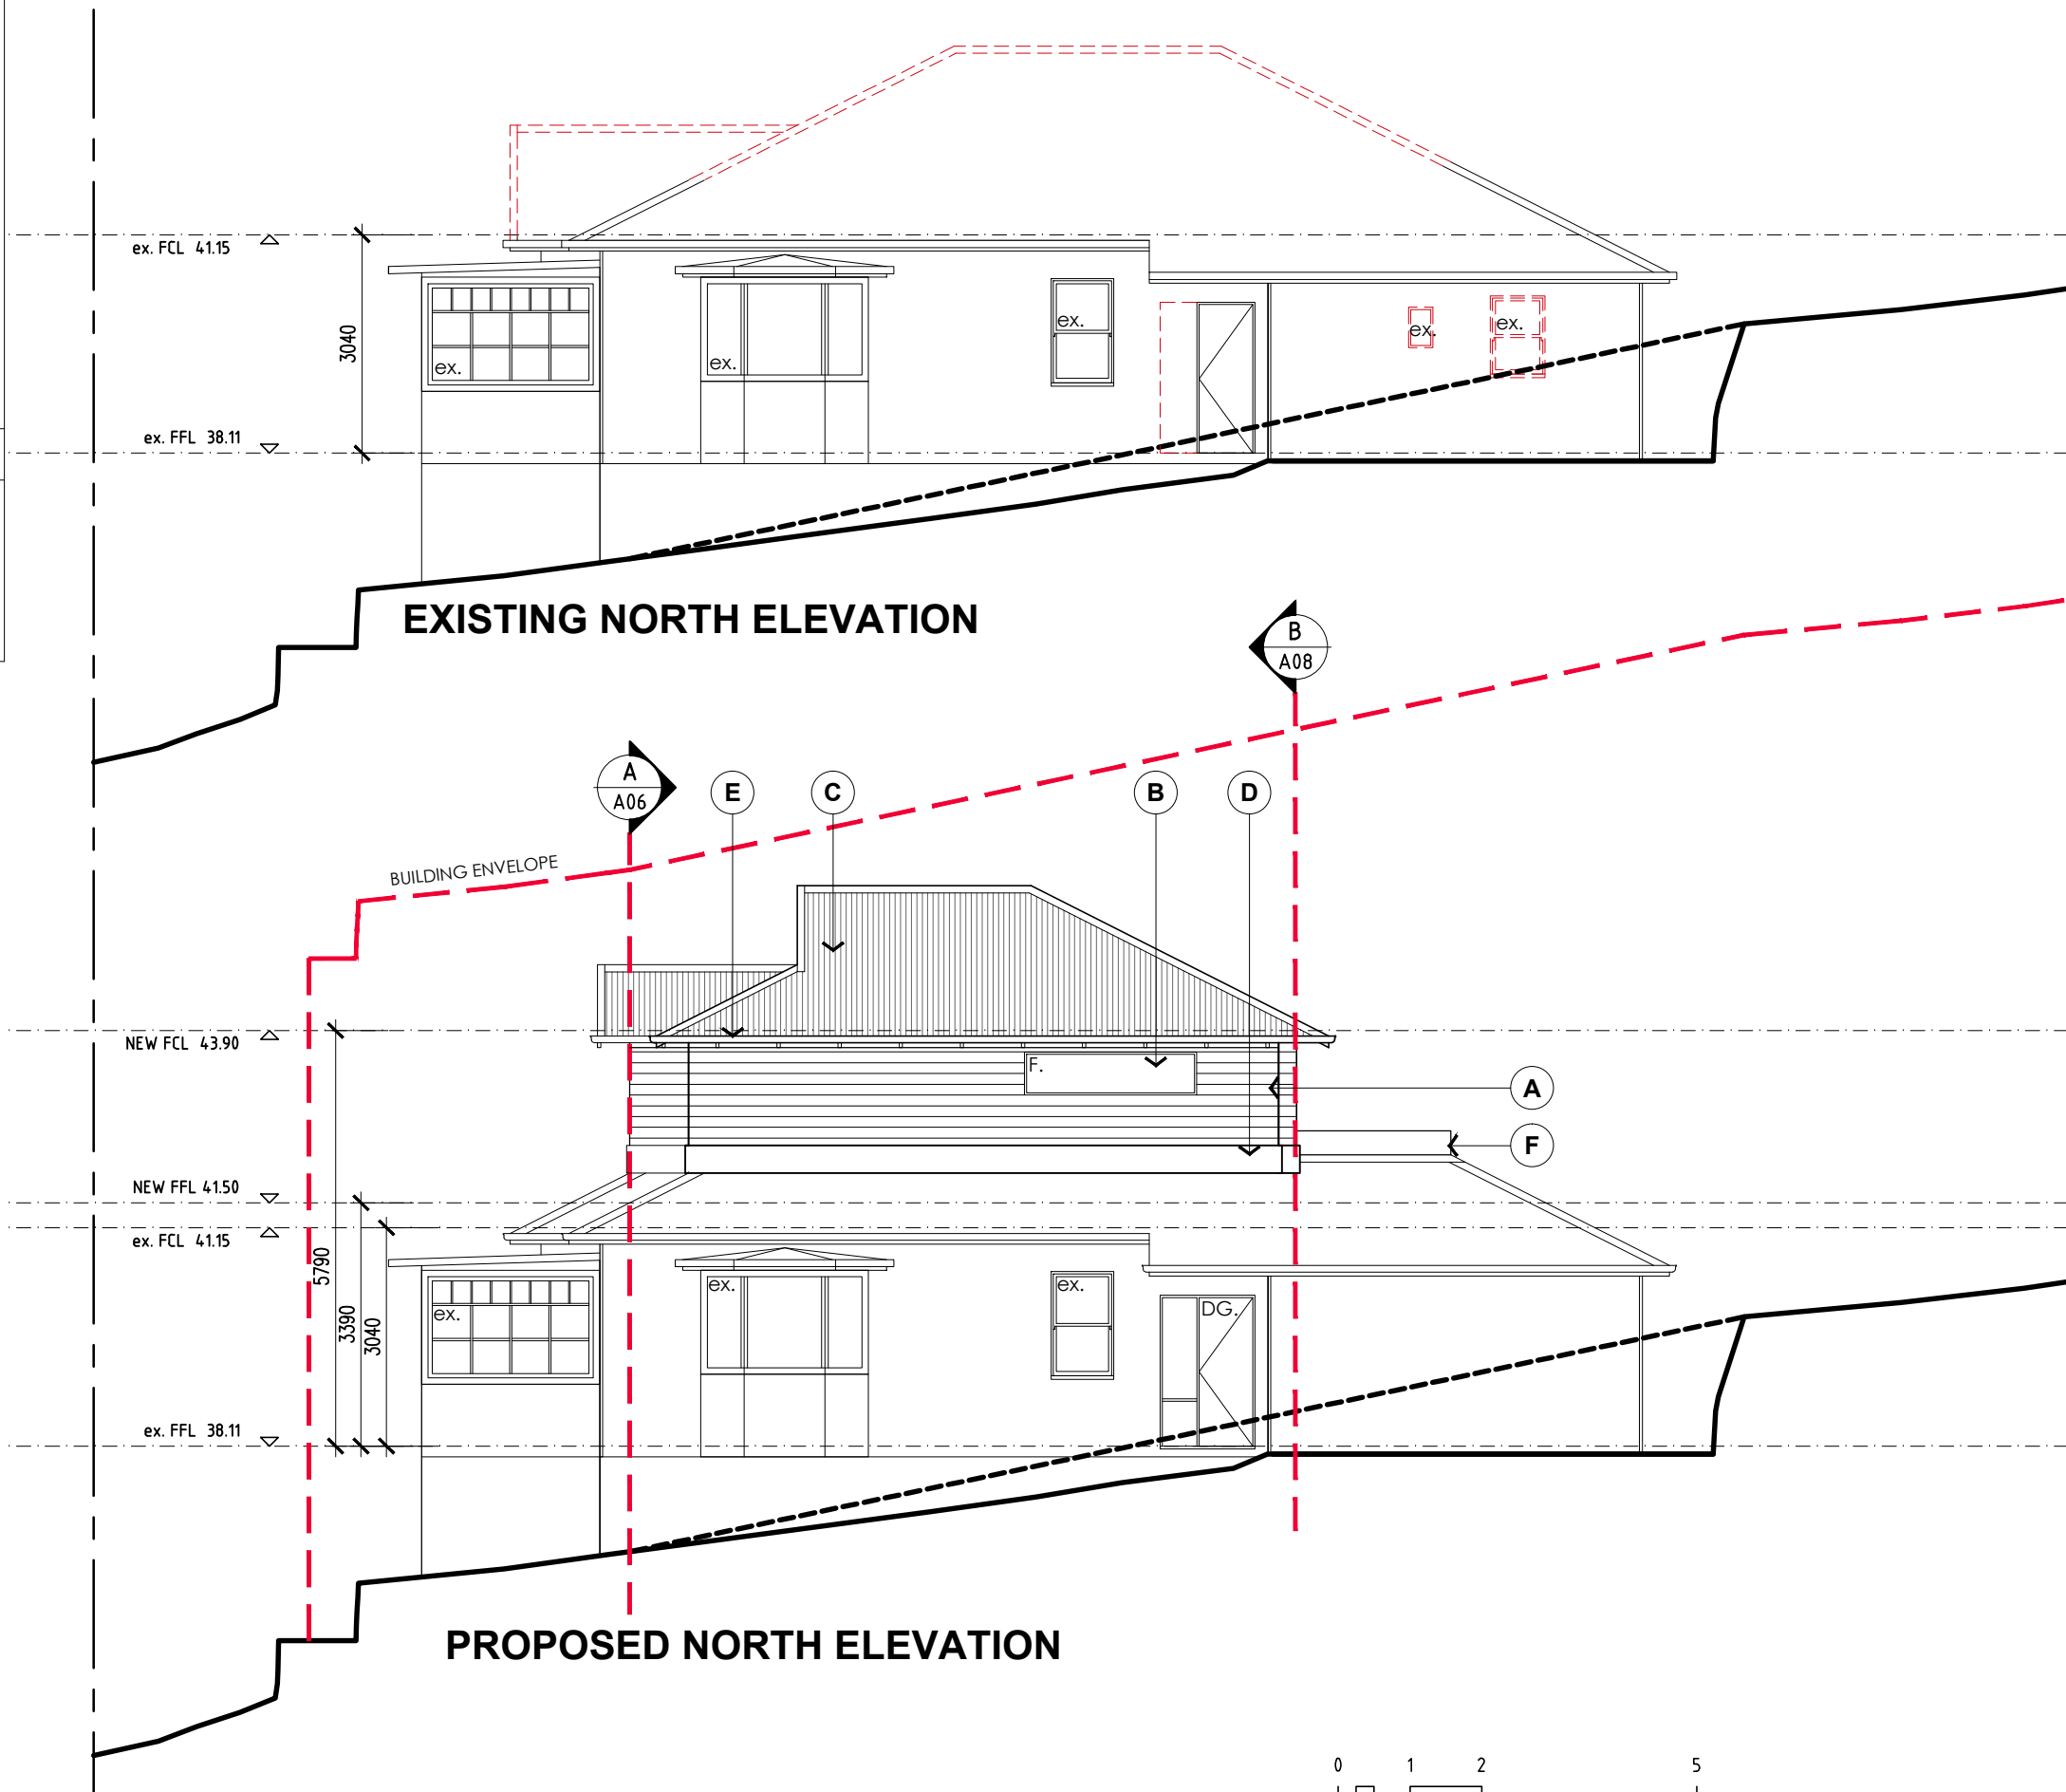 ex. FCL 41.15
3040
ex.
ex.
ex.
ex.
ex.
ex. FFL 38.11
EXISTING NORTH ELEVATION
B
A08
A
A06
E
C
B
D
BUILDING ENVELOPE
NEW FCL 43.90
F.
A
F
NEW FFL 41.50
ex. FCL 41.15
5790
3390
3040
ex.
ex.
ex.
DG.
ex. FFL 38.11
PROPOSED NORTH ELEVATION
0 1 2 5